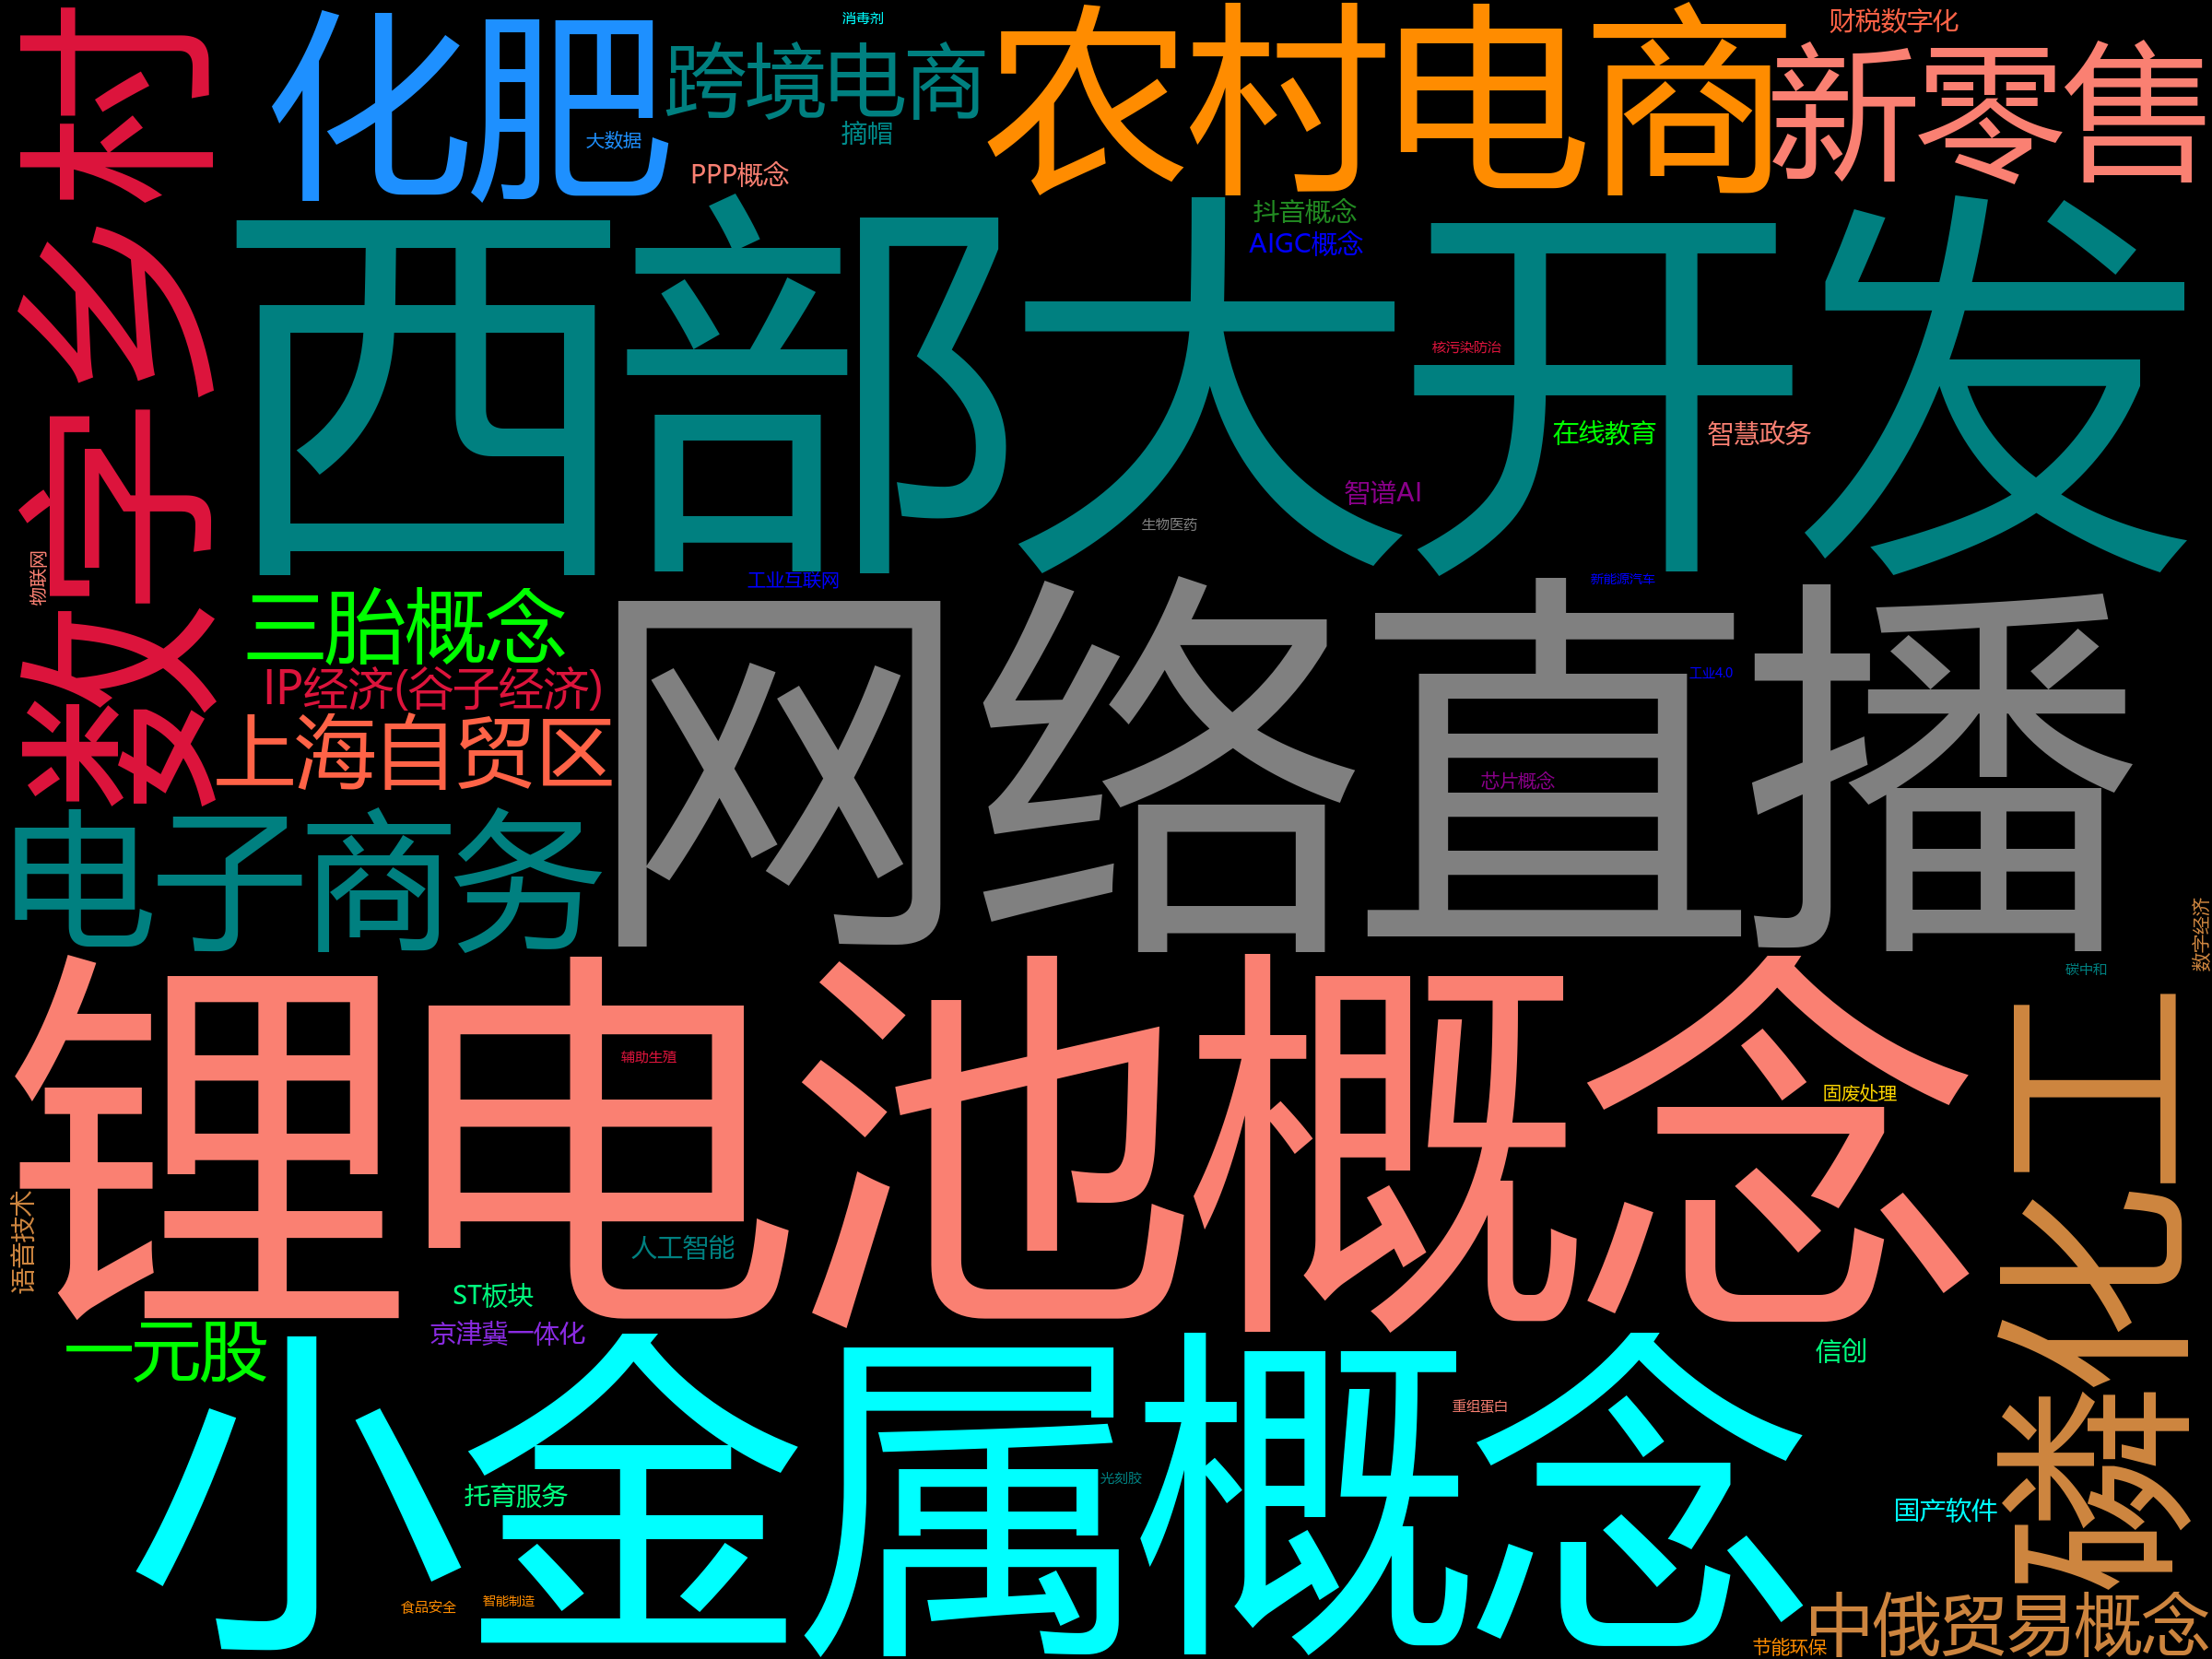 消毒剂
财税数字化
数字乡村
化肥
跨境电商
农村电商
新零售
大数据
摘帽
PPP概念
西部大开发
抖音概念
AIGC概念
核污染防治
在线教育
智慧政务
智谱AI
生物医药
物联网
工业互联网
新能源汽车
三胎概念
网络直播
IP经济(谷子经济)
工业4.0
上海自贸区
芯片概念
电子商务
数字经济
碳中和
锂电池概念
磷化工
辅助生殖
固废处理
语音技术
人工智能
ST板块
京津冀一体化
一元股
信创
小金属概念
重组蛋白
光刻胶
托育服务
国产软件
食品安全
智能制造
中俄贸易概念
节能环保